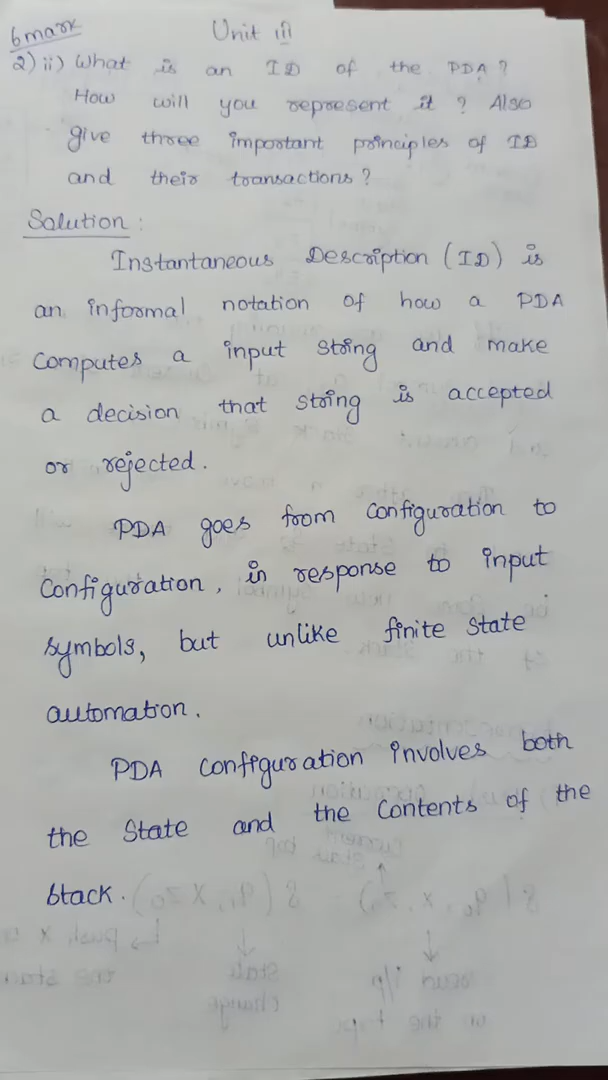 6mark
Unit III
2) ii) What is an ID of the PDA?
How will you represent it? Also
give three important principles of ID
and their transactions?
Solution:
Instantaneous Description (ID) is
an informal notation of how a PDA
computes a input string and make
a decision that string is accepted
or rejected.
PDA goes from configuration to
configuration, in response to input
symbols, but unlike finite state
automation.
PDA configuration involves both
the state and the contents of the
stack.